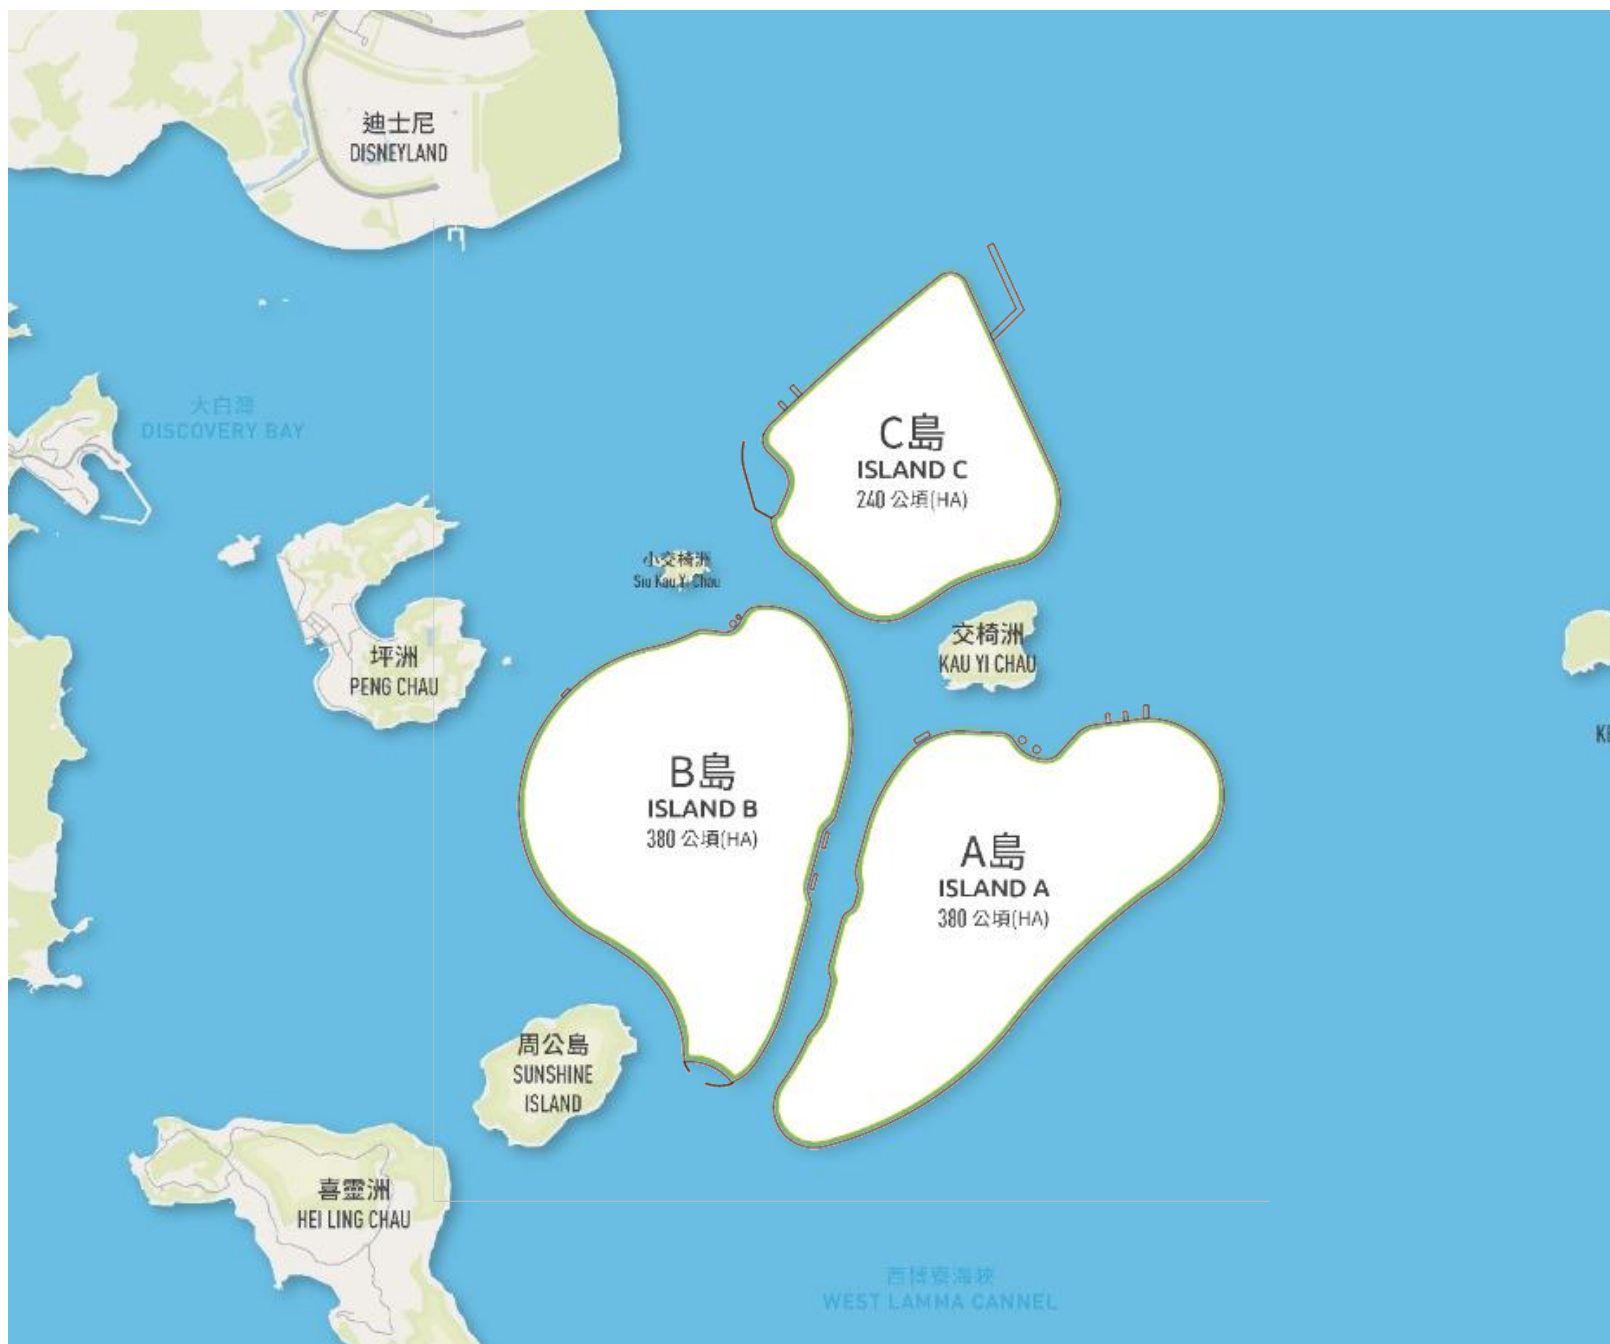 迪士尼
DISNEYLAND
大白灣
DISCOVERY BAY
C島
ISLAND C
240 公頃(HA)
小交椅洲
Siu Kau Yi Chau
交椅洲
KAU YI CHAU
坪洲
PENG CHAU
B島
ISLAND B
380 公頃(HA)
A島
ISLAND A
380 公頃(HA)
周公島
SUNSHINE
ISLAND
喜靈洲
HEI LING CHAU
西博寮海峽
WEST LAMMA CANNEL